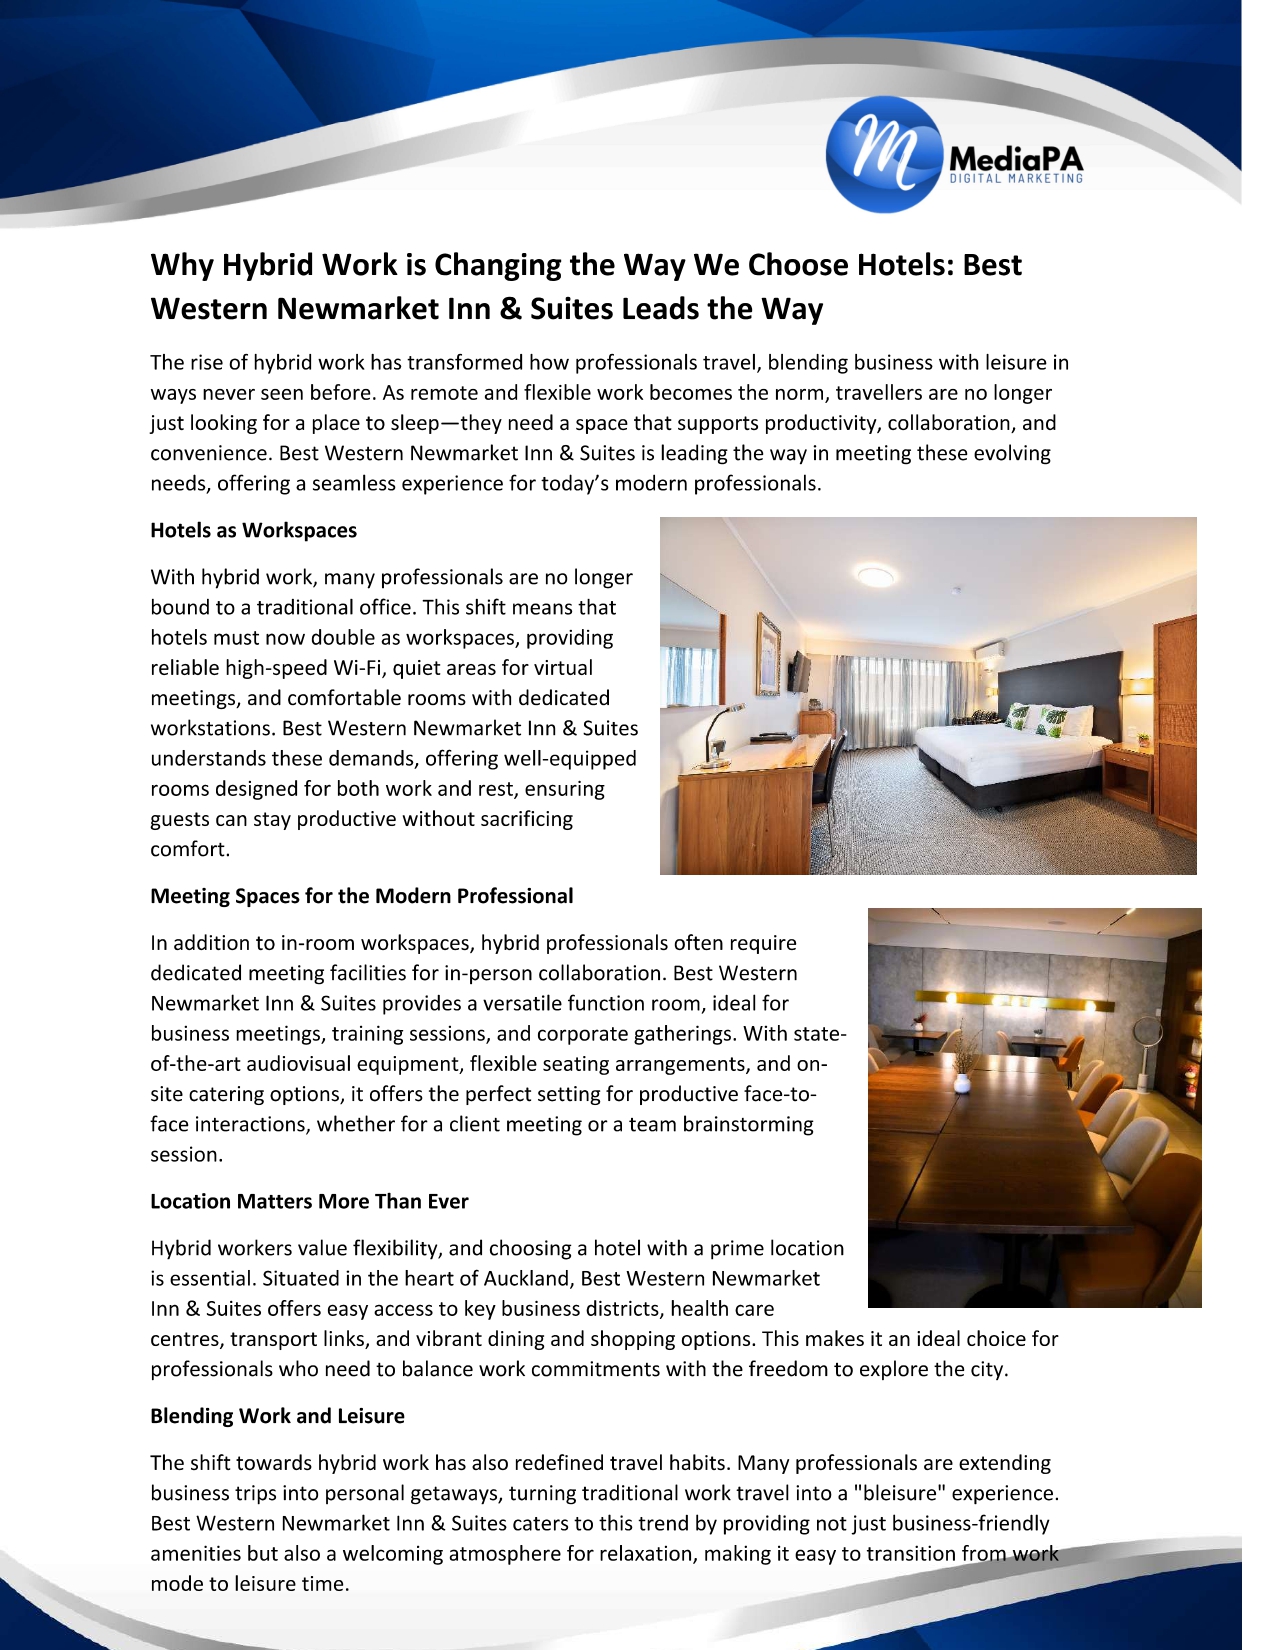 MediaPA
DIGITAL MARKETING
Why Hybrid Work is Changing the Way We Choose Hotels: Best
Western Newmarket Inn & Suites Leads the Way
The rise of hybrid work has transformed how professionals travel, blending business with leisure in
ways never seen before. As remote and flexible work becomes the norm, travellers are no longer
just looking for a place to sleep—they need a space that supports productivity, collaboration, and
convenience. Best Western Newmarket Inn & Suites is leading the way in meeting these evolving
needs, offering a seamless experience for today’s modern professionals.
Hotels as Workspaces
With hybrid work, many professionals are no longer
bound to a traditional office. This shift means that
hotels must now double as workspaces, providing
reliable high-speed Wi-Fi, quiet areas for virtual
meetings, and comfortable rooms with dedicated
workstations. Best Western Newmarket Inn & Suites
understands these demands, offering well-equipped
rooms designed for both work and rest, ensuring
guests can stay productive without sacrificing
comfort.
Meeting Spaces for the Modern Professional
In addition to in-room workspaces, hybrid professionals often require
dedicated meeting facilities for in-person collaboration. Best Western
Newmarket Inn & Suites provides a versatile function room, ideal for
business meetings, training sessions, and corporate gatherings. With state-
of-the-art audiovisual equipment, flexible seating arrangements, and on-
site catering options, it offers the perfect setting for productive face-to-
face interactions, whether for a client meeting or a team brainstorming
session.
Location Matters More Than Ever
Hybrid workers value flexibility, and choosing a hotel with a prime location
is essential. Situated in the heart of Auckland, Best Western Newmarket
Inn & Suites offers easy access to key business districts, health care
centres, transport links, and vibrant dining and shopping options. This makes it an ideal choice for
professionals who need to balance work commitments with the freedom to explore the city.
Blending Work and Leisure
The shift towards hybrid work has also redefined travel habits. Many professionals are extending
business trips into personal getaways, turning traditional work travel into a "bleisure" experience.
Best Western Newmarket Inn & Suites caters to this trend by providing not just business-friendly
amenities but also a welcoming atmosphere for relaxation, making it easy to transition from work
mode to leisure time.